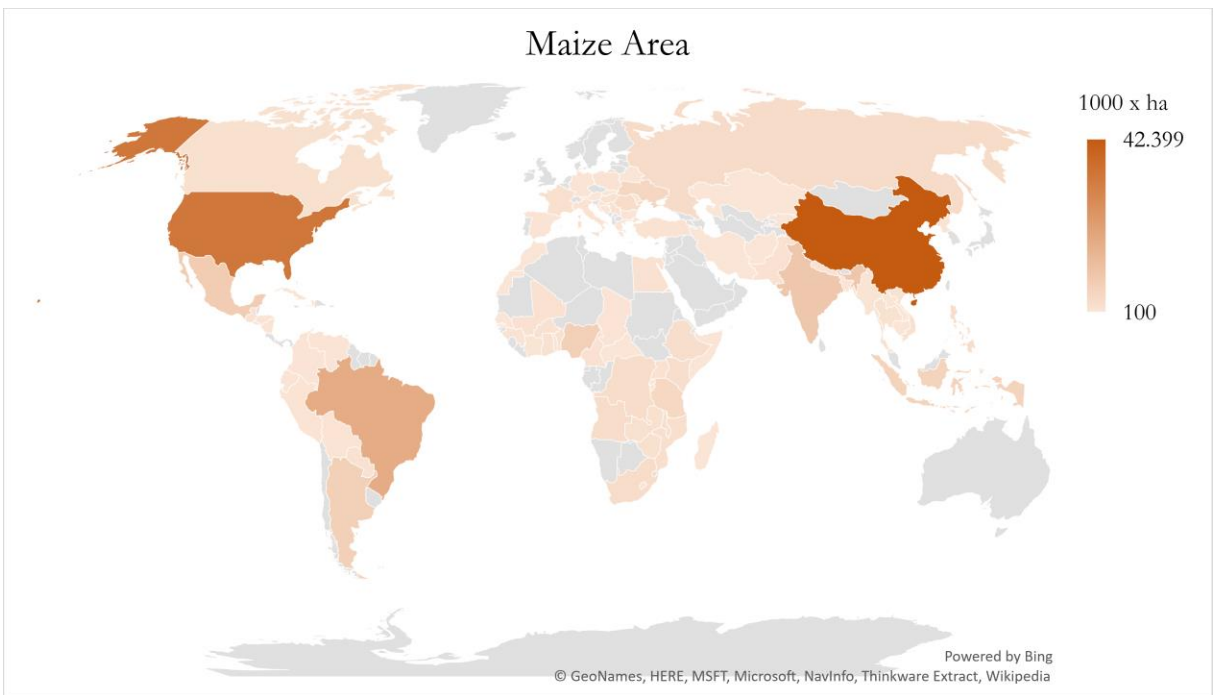 Maize Area
1000 x ha
42.399
100
Powered by Bing
© GeoNames, HERE, MSFT, Microsoft, NavInfo, Thinkware Extract, Wikipedia